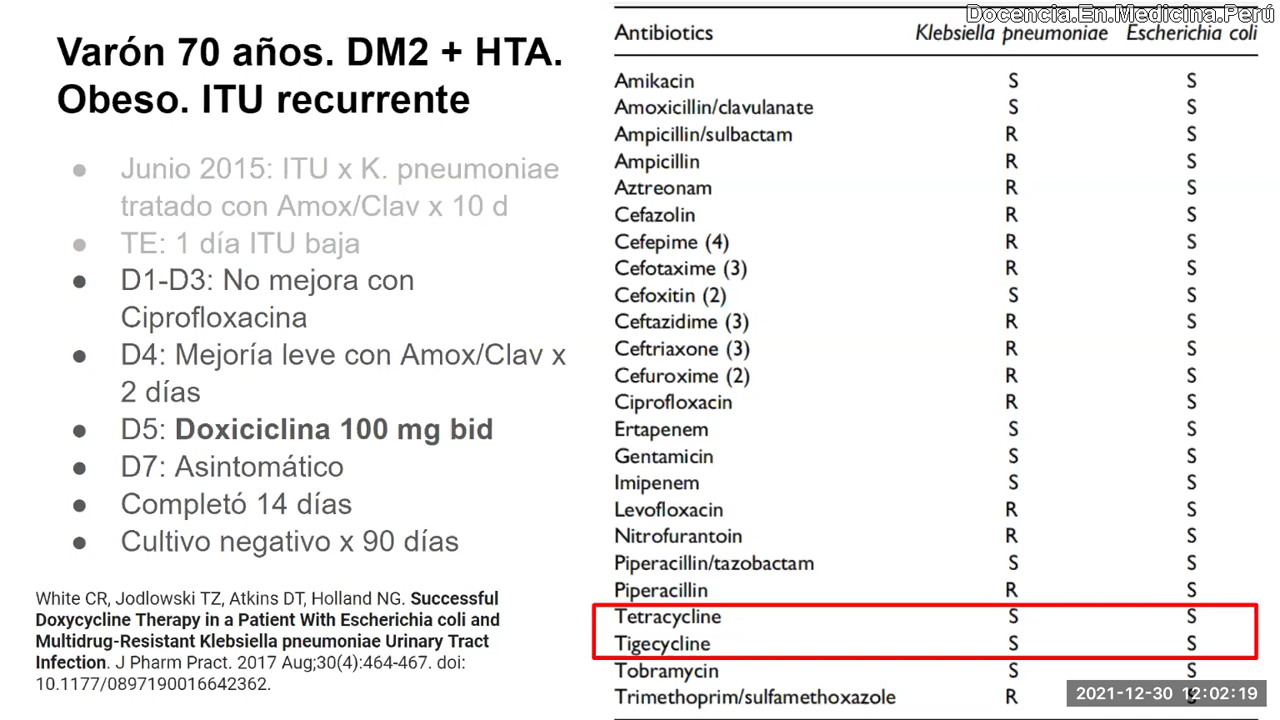 Docencia.En.Medicina.Perú
Varón 70 años. DM2 + HTA.
Obeso. ITU recurrente
● Junio 2015: ITU x K. pneumoniae
tratado con Amox/Clav x 10 d
● TE: 1 día ITU baja
● D1-D3: No mejora con
Ciprofloxacina
● D4: Mejoría leve con Amox/Clav x
2 días
● D5: Doxiciclina 100 mg bid
● D7: Asintomático
● Completó 14 días
● Cultivo negativo x 90 días
White CR, Jodlowski TZ, Atkins DT, Holland NG. Successful
Doxycycline Therapy in a Patient With Escherichia coli and
Multidrug-Resistant Klebsiella pneumoniae Urinary Tract
Infection. J Pharm Pract. 2017 Aug;30(4):464-467. doi:
10.1177/0897190016642362.
Antibiotics Klebsiella pneumoniae Escherichia coli
Amikacin S S
Amoxicillin/clavulanate S S
Ampicillin/sulbactam R S
Ampicillin R S
Aztreonam R S
Cefazolin R S
Cefepime (4) R S
Cefotaxime (3) R S
Cefoxitin (2) S S
Ceftazidime (3) R S
Ceftriaxone (3) R S
Cefuroxime (2) R S
Ciprofloxacin R S
Ertapenem S S
Gentamicin S S
Imipenem S S
Levofloxacin R S
Nitrofurantoin R S
Piperacillin/tazobactam S S
Piperacillin R S
Tetracycline S S
Tigecycline S S
Tobramycin S S
Trimethoprim/sulfamethoxazole R S
2021-12-30 12:02:19